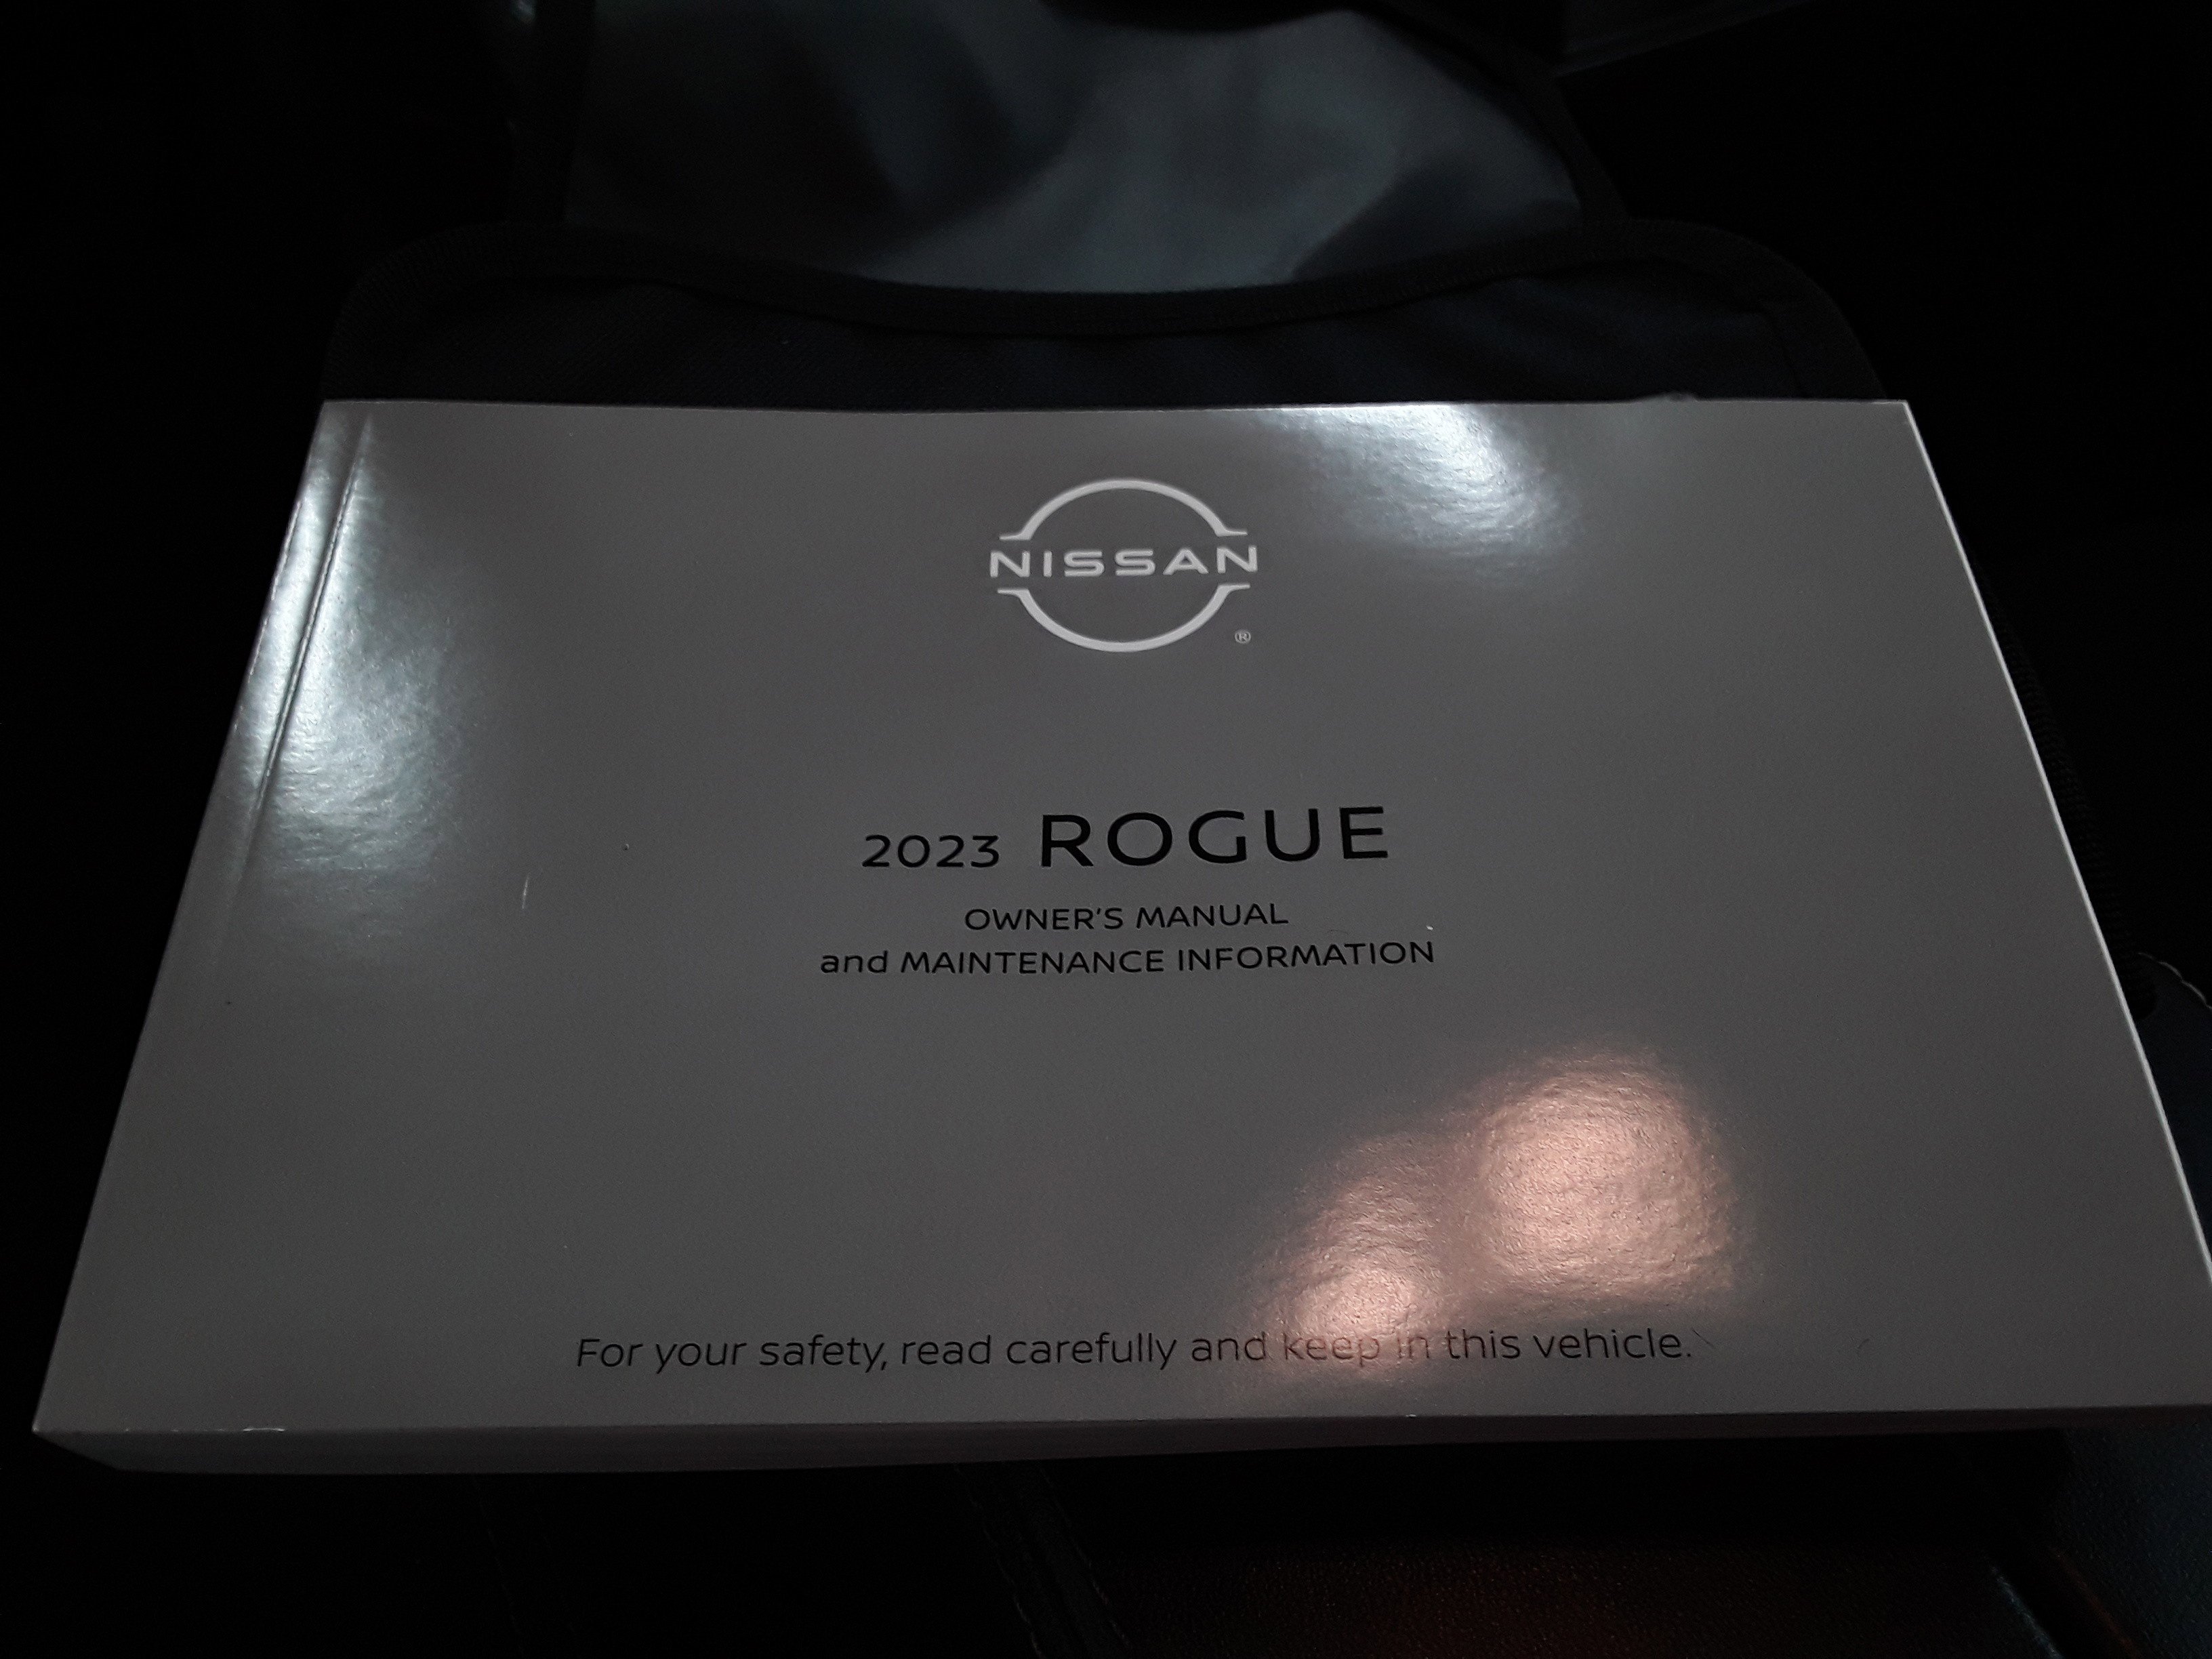 NISSAN
®
2023 ROGUE
OWNER'S MANUAL
and MAINTENANCE INFORMATION
For your safety, read carefully and keep in this vehicle.